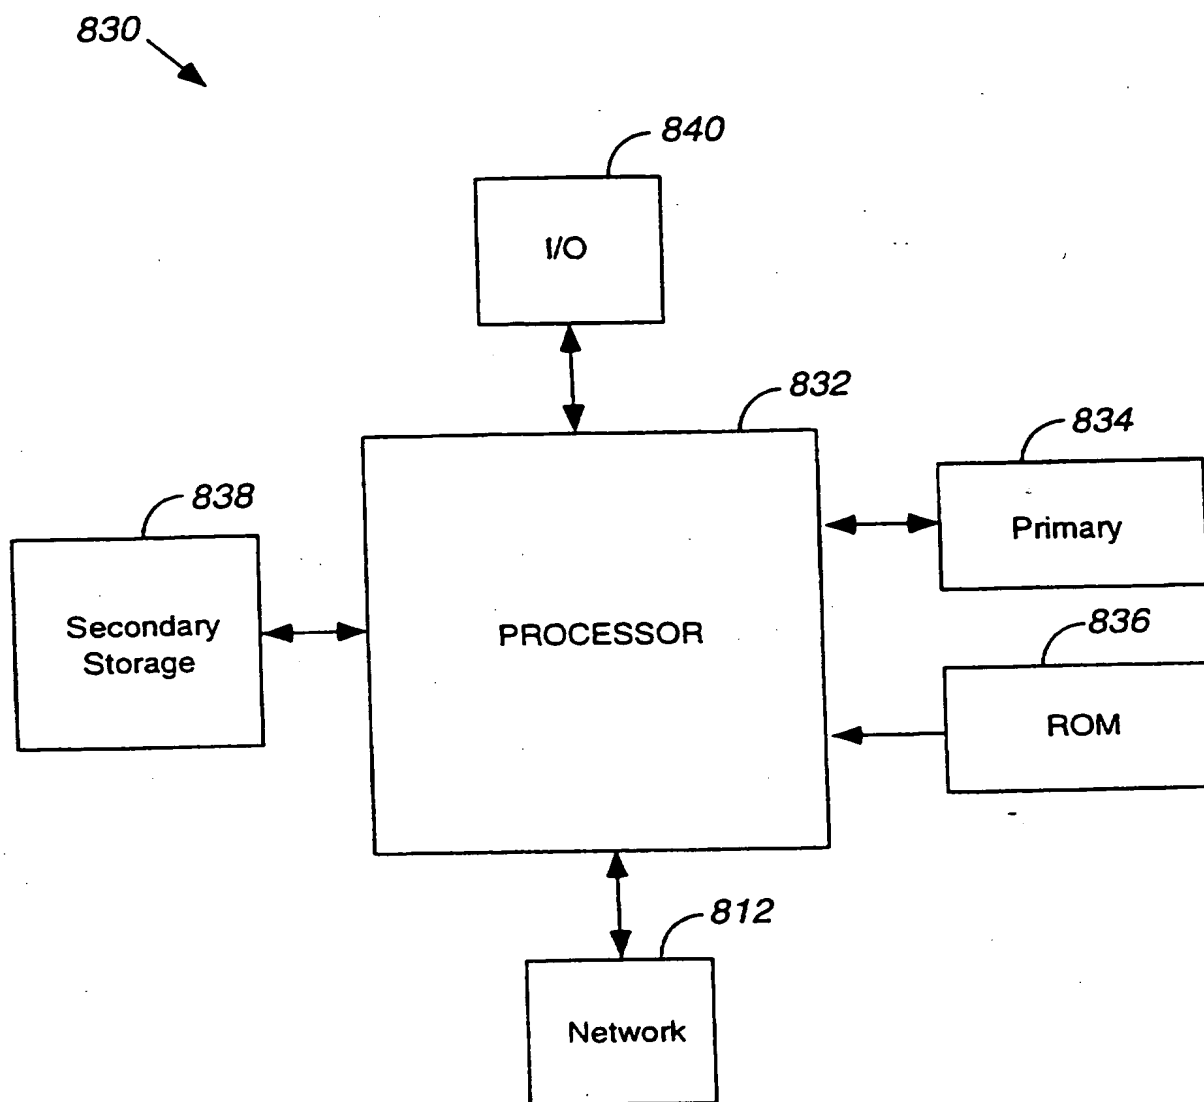 830
840
I/O
832
834
Primary
838
Secondary
Storage
PROCESSOR
836
ROM
812
Network